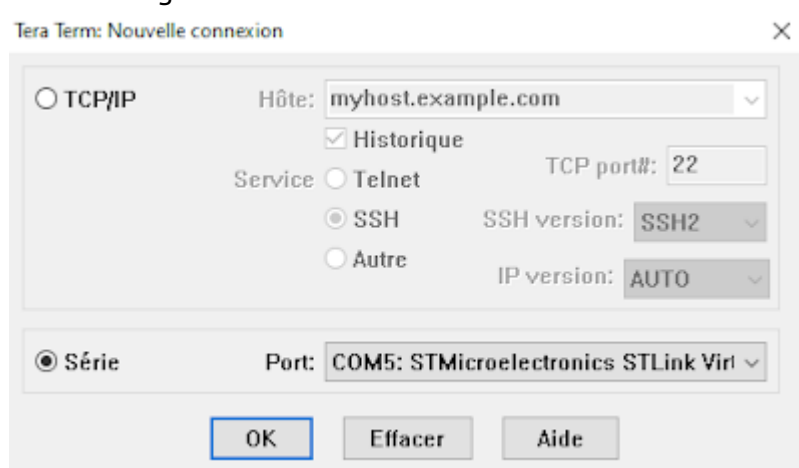 Tera Term: Nouvelle connexion
TCP/IP
Hôte: myhost.example.com
Historique
Service Telnet
TCP port#: 22
SSH
SSH version: SSH2
Autre
IP version: AUTO
Série
Port: COM5: STMicroelectronics STLink Virt
OK Effacer Aide